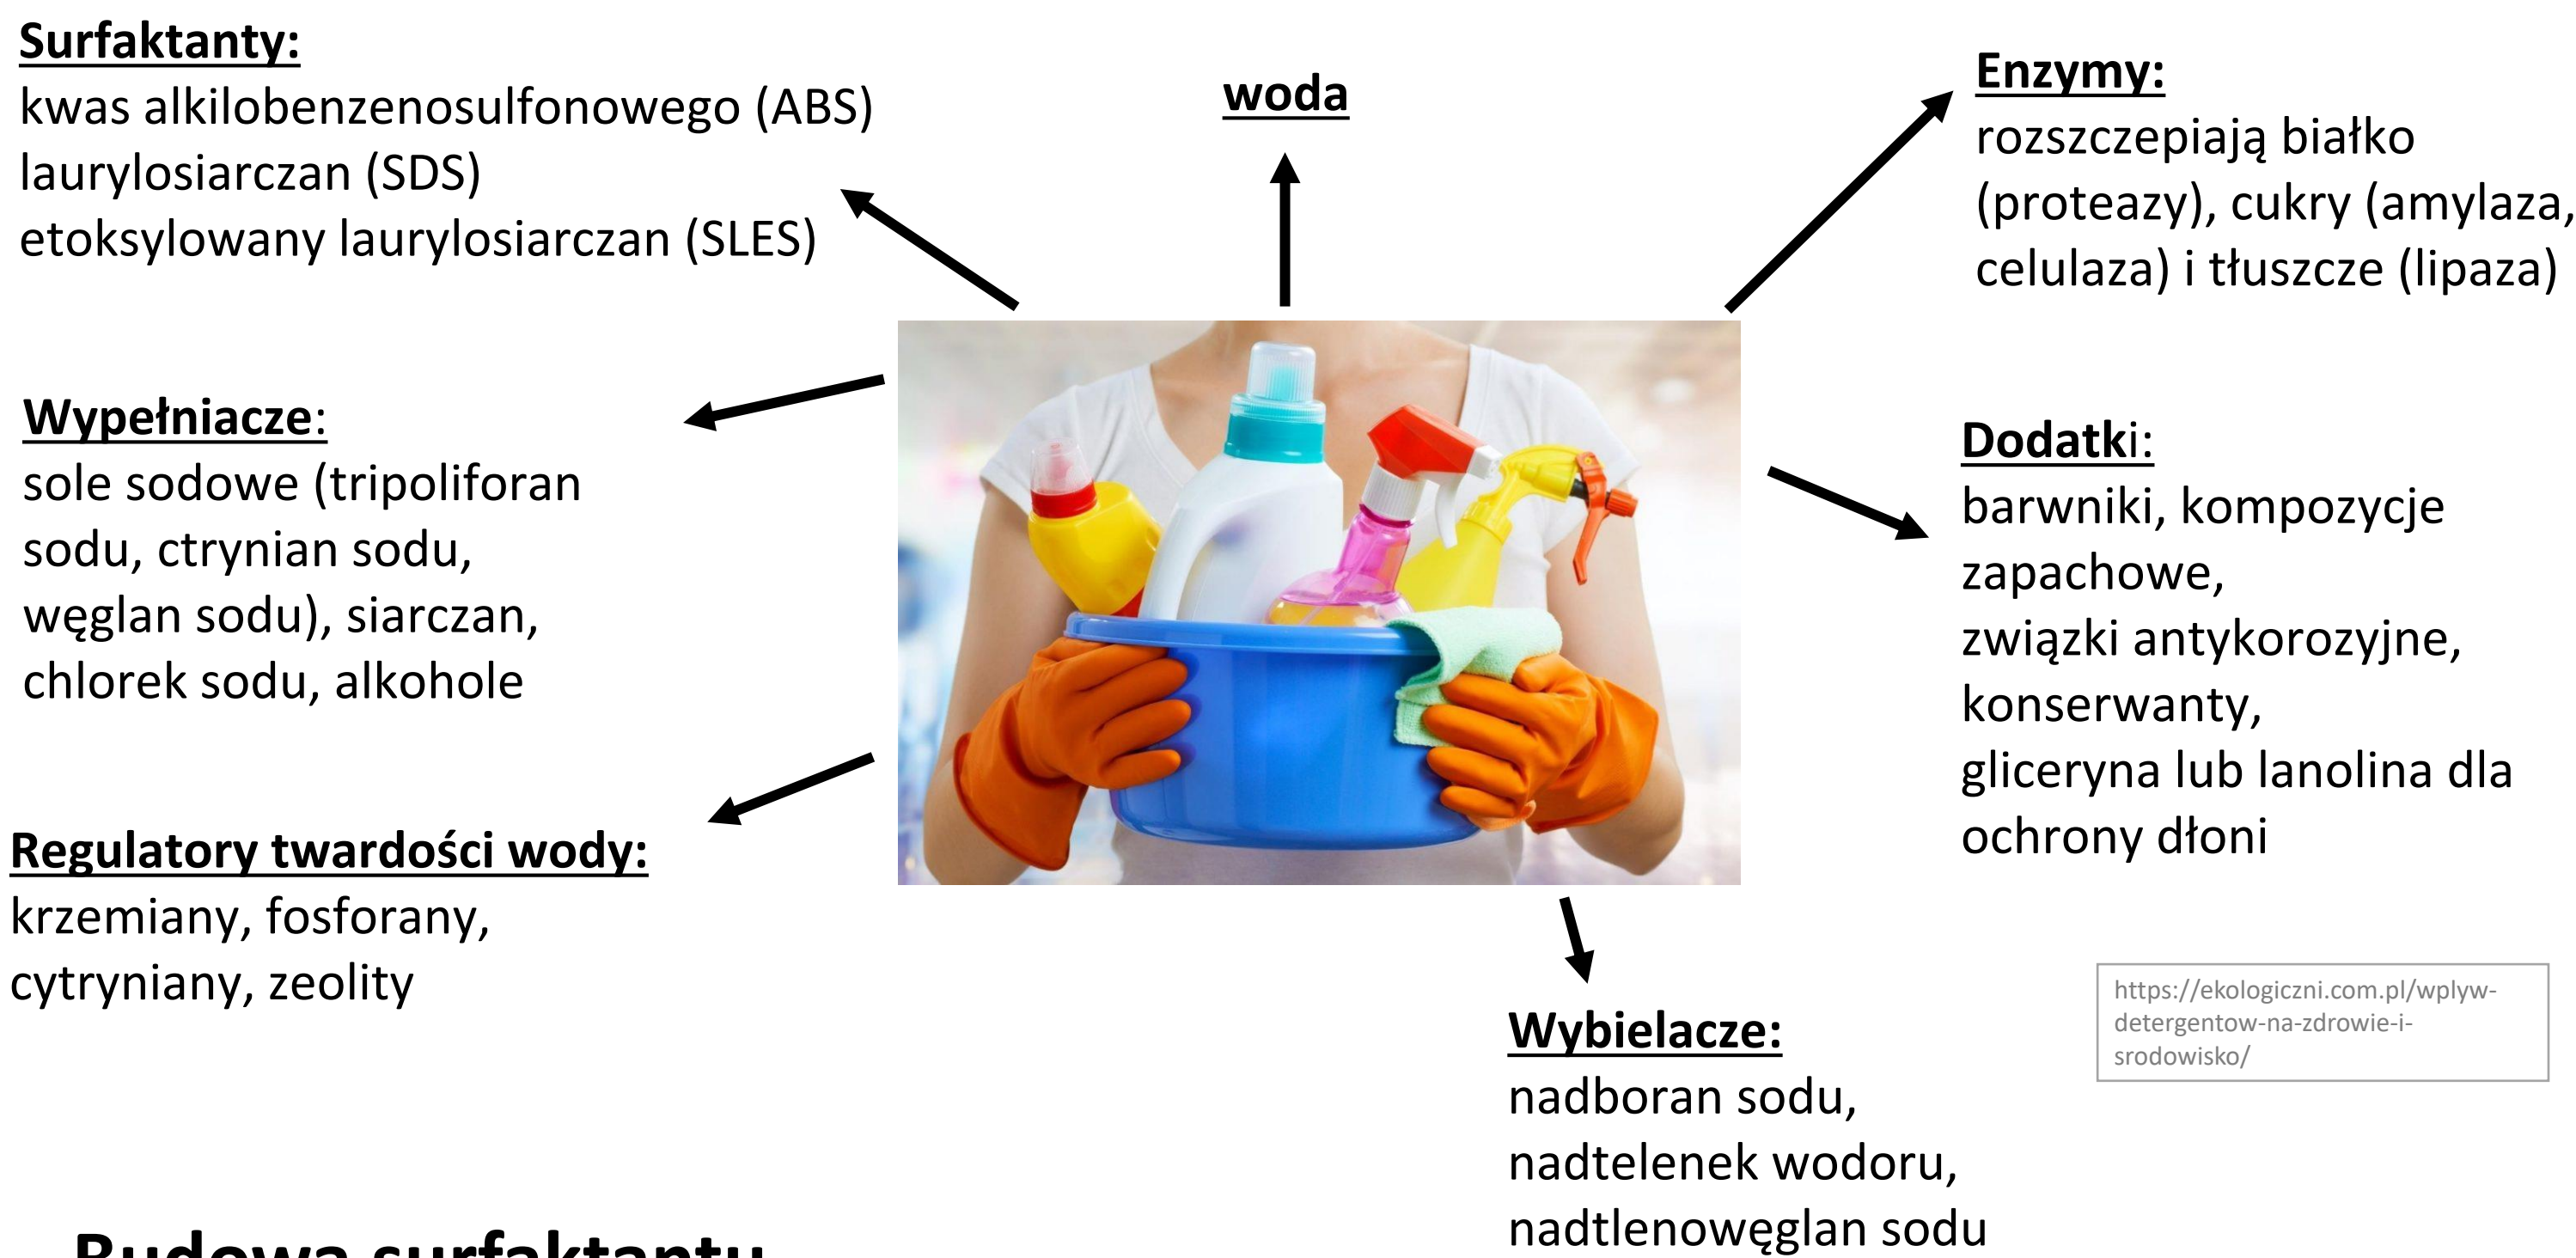 Surfaktanty:
kwas alkilobenzenosulfonowego (ABS)
laurylosiarczan (SDS)
etoksylowany laurylosiarczan (SLES)
woda
Enzymy:
rozszczepiają białko
(proteazy), cukry (amylaza,
celulaza) i tłuszcze (lipaza)
Wypełniacze:
sole sodowe (tripoliforan
sodu, ctrynian sodu,
węglan sodu), siarczan,
chlorek sodu, alkohole
Dodatki:
barwniki, kompozycje
zapachowe,
związki antykorozyjne,
konserwanty,
gliceryna lub lanolina dla
ochrony dłoni
Regulatory twardości wody:
krzemiany, fosforany,
cytryniany, zeolity
Wybielacze:
nadboran sodu,
nadtelenek wodoru,
nadtlenowęglan sodu
https://ekologiczni.com.pl/wplyw-
detergentow-na-zdrowie-i-
srodowisko/
Budowa surfaktantu